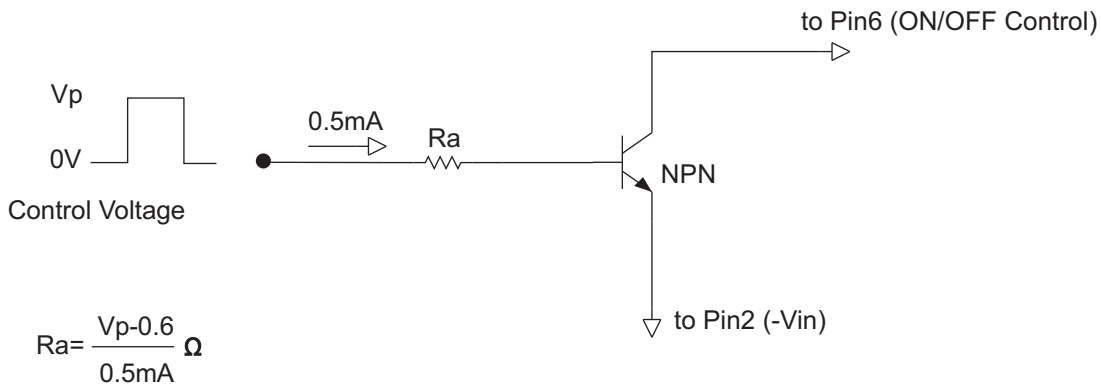 to Pin6 (ON/OFF Control)
Vp
0.5mA
Ra
0V
NPN
Control Voltage
to Pin2 (-Vin)
Vp-0.6
Ra= Ω
0.5mA